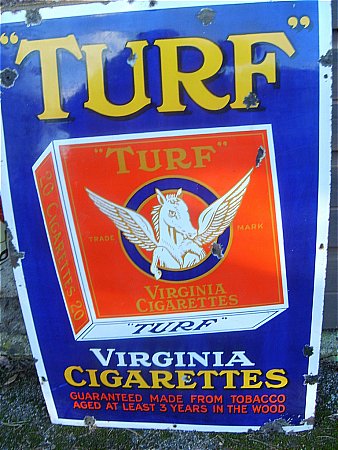 "TURF"
"TURF"
20 CIGARETTES 20
TRADE MARK
VIRGINIA
CIGARETTES
"TURF"
VIRGINIA
CIGARETTES
GUARANTEED MADE FROM TOBACCO
AGED AT LEAST 3 YEARS IN THE WOOD